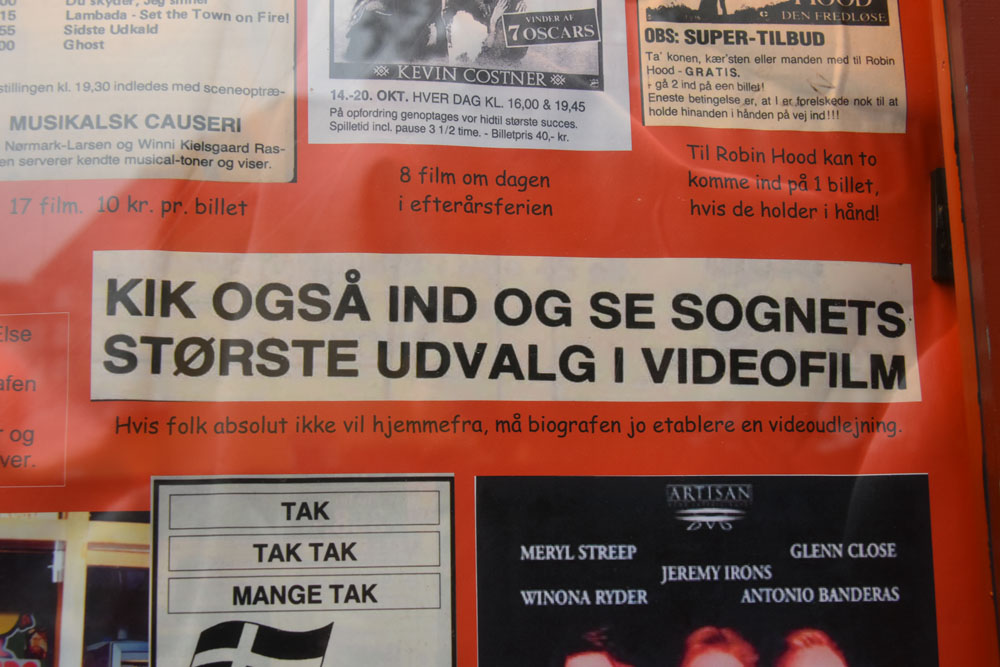 15 Lambada - Set the Town on Fire!
55 Sidste Udkald
00 Ghost
stillingen kl. 19,30 indledes med sceneoptræ-
MUSIKALSK CAUSERI
Nørmark-Larsen og Winni Kielsgaard Ras-
en serverer kendte musical-toner og viser.
17 film. 10 kr. pr. billet
VINDER AF
7 OSCARS
KEVIN COSTNER
14.-20. OKT. HVER DAG KL. 16,00 & 19,45
På opfordring genoptages vor hidtil største succes.
Spilletid incl. pause 3 1/2 time. - Billetpris 40,- kr.
8 film om dagen
i efterårsferien
HOOD
DEN FREDLØSE
OBS: SUPER-TILBUD
Ta' konen, kær'sten eller manden med til Robin
Hood - GRATIS.
- gå 2 ind på een billet!
Eneste betingelse er, at I er forelskede nok til at
holde hinanden i hånden på vej ind!!!
Til Robin Hood kan to
komme ind på 1 billet,
hvis de holder i hånd!
KIK OGSÅ IND OG SE SOGNETS
STØRSTE UDVALG I VIDEOFILM
Hvis folk absolut ikke vil hjemmefra, må biografen jo etablere en videoudlejning.
Else
afen
og
ver.
TAK
TAK TAK
MANGE TAK
ARTISAN
MERYL STREEP
GLENN CLOSE
JEREMY IRONS
WINONA RYDER
ANTONIO BANDERAS